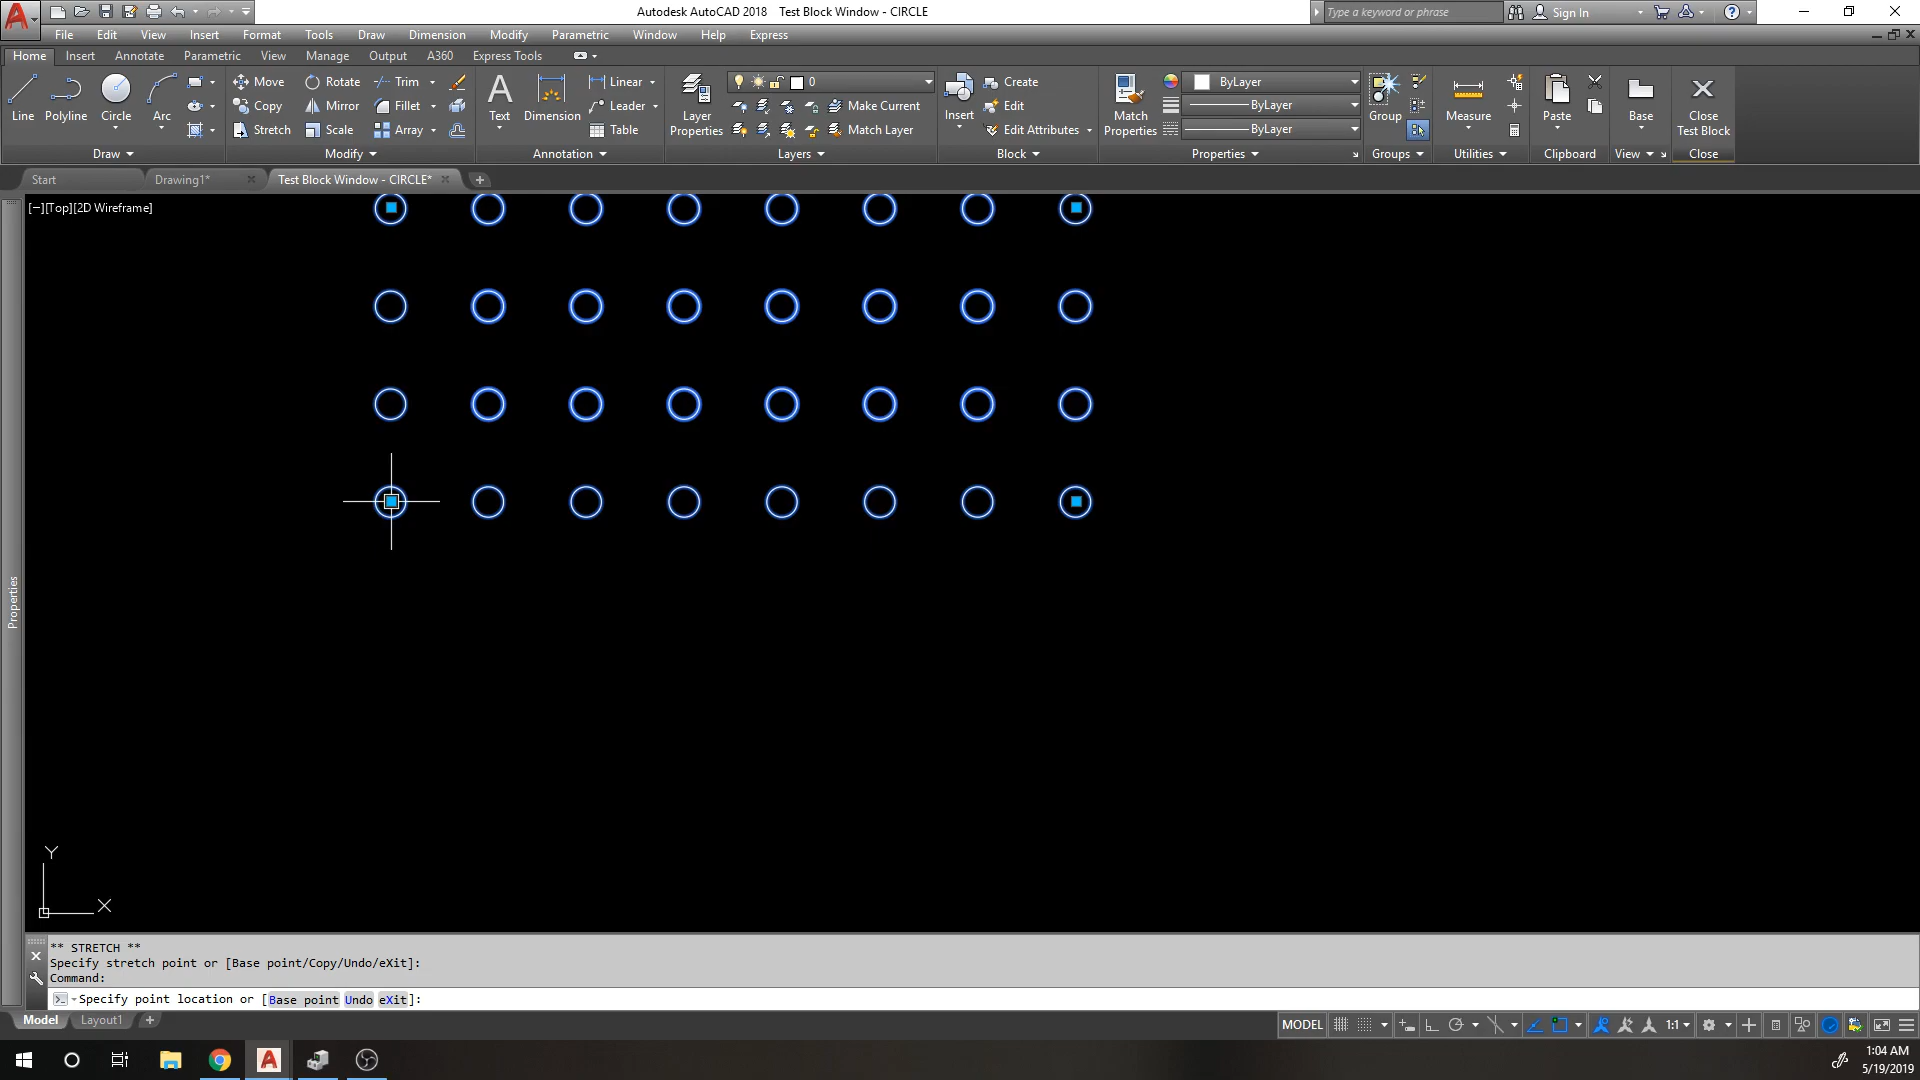 Autodesk AutoCAD 2018 Test Block Window - CIRCLE
Type a keyword or phrase
Sign In
File Edit View Insert Format Tools Draw Dimension Modify Parametric Window Help Express
Home Insert Annotate Parametric View Manage Output A360 Express Tools
Line
Polyline
Circle
Arc
Draw
Move
Rotate
Trim
Copy
Mirror
Fillet
Stretch
Scale
Array
Modify
Text
Dimension
Linear
Leader
Table
Annotation
Layer
Properties
0
Make Current
Match Layer
Layers
Insert
Create
Edit
Edit Attributes
Block
Match
Properties
ByLayer
ByLayer
ByLayer
Properties
Group
Groups
Measure
Utilities
Paste
Clipboard
Base
View
Close
Test Block
Close
Start
Drawing1*
Test Block Window - CIRCLE*
[−][Top][2D Wireframe]
Properties
Y
X
** STRETCH **
Specify stretch point or [Base point/Copy/Undo/eXit]:
Command:
Specify point location or [Base point Undo eXit]:
Model Layout1
MODEL
1:1
1:04 AM
5/19/2019